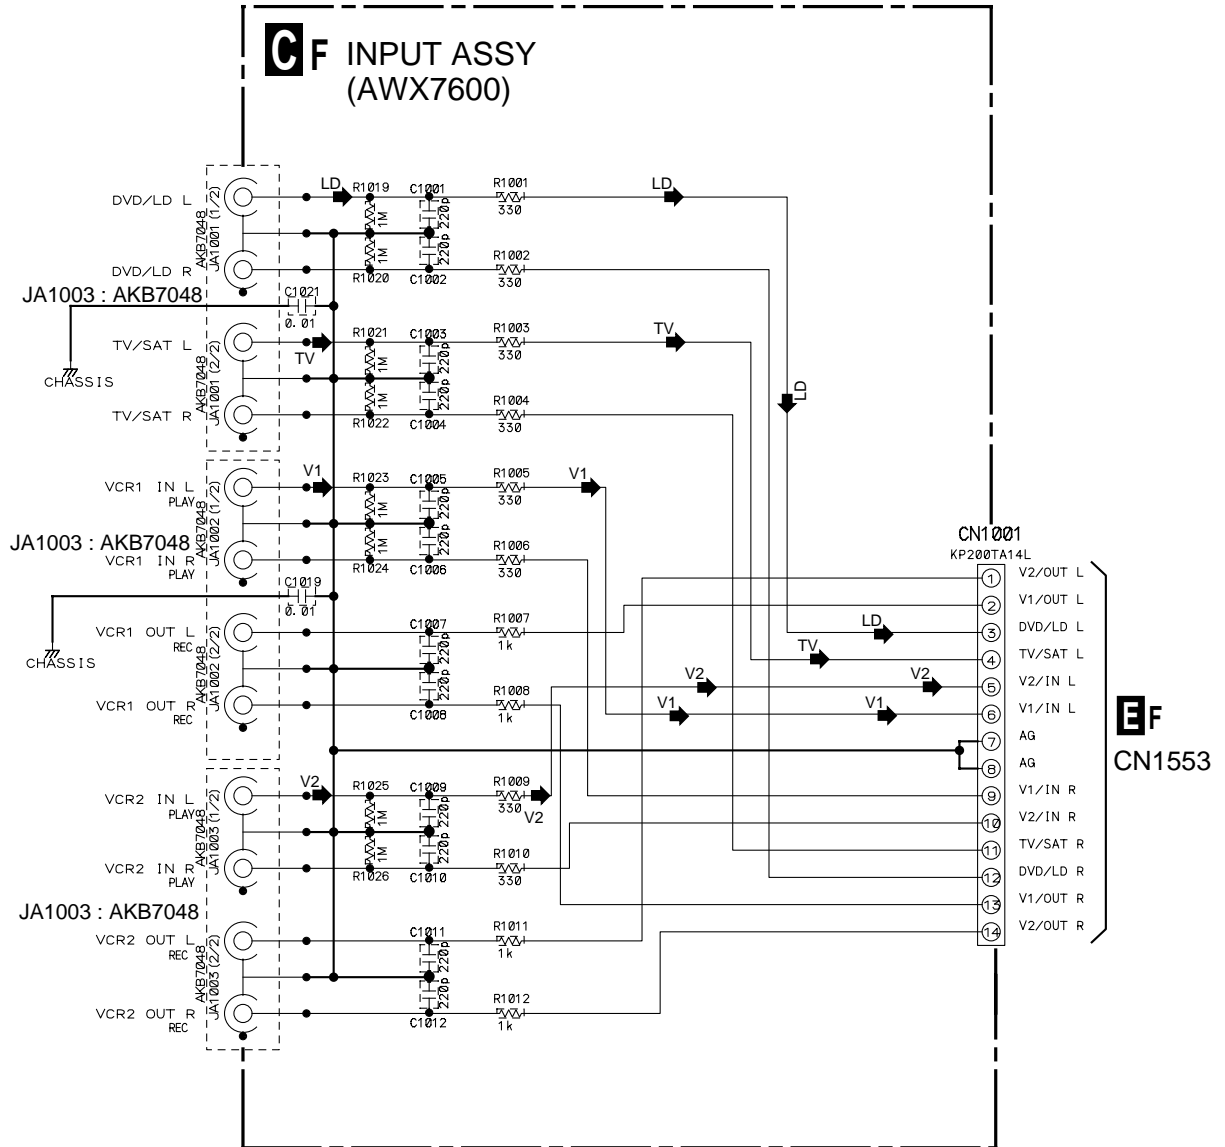 C F INPUT ASSY
(AWX7600)
DVD/LD L
LD
R1019
C1001
R1001
LD
1M
220p
330
AKB7048
JA1001 (1/2)
1M
220p
R1002
DVD/LD R
R1020
C1002
330
JA1003 : AKB7048
C1021
0.01
CHASSIS
TV/SAT L
TV
R1021
C1003
R1003
TV
1M
220p
330
AKB7048
JA1001 (2/2)
1M
220p
R1004
TV/SAT R
R1022
C1004
330
LD
VCR1 IN L
PLAY
V1
R1023
C1005
R1005
V1
1M
220p
330
AKB7048
JA1002 (1/2)
JA1003 : AKB7048
1M
220p
R1006
VCR1 IN R
PLAY
R1024
C1006
330
C1019
0.01
CHASSIS
VCR1 OUT L
REC
C1007
R1007
220p
1k
AKB7048
JA1002 (2/2)
220p
R1008
VCR1 OUT R
REC
C1008
1k
VCR2 IN L
PLAY
V2
R1025
C1009
R1009
1M
220p
330
V2
AKB7048
JA1003 (1/2)
1M
220p
R1010
VCR2 IN R
PLAY
R1026
C1010
330
JA1003 : AKB7048
VCR2 OUT L
REC
C1011
R1011
220p
1k
AKB7048
JA1003 (2/2)
220p
R1012
VCR2 OUT R
REC
C1012
1k
CN1001
KP200TA14L
1 V2/OUT L
2 V1/OUT L
LD
3 DVD/LD L
TV
4 TV/SAT L
V2
V2
5 V2/IN L
V1
V1
6 V1/IN L
7 AG
8 AG
9 V1/IN R
10 V2/IN R
11 TV/SAT R
12 DVD/LD R
13 V1/OUT R
14 V2/OUT R
E F
CN1553